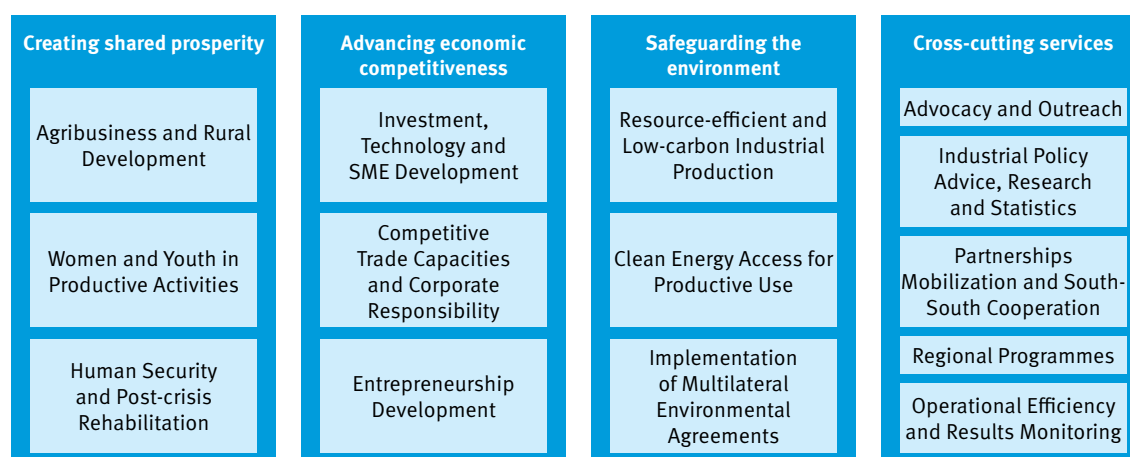 Creating shared prosperity
Agribusiness and Rural
Development
Women and Youth in
Productive Activities
Human Security
and Post-crisis
Rehabilitation
Advancing economic
competitiveness
Investment,
Technology and
SME Development
Competitive
Trade Capacities
and Corporate
Responsibility
Entrepreneurship
Development
Safeguarding the
environment
Resource-efficient and
Low-carbon Industrial
Production
Clean Energy Access for
Productive Use
Implementation
of Multilateral
Environmental
Agreements
Cross-cutting services
Advocacy and Outreach
Industrial Policy
Advice, Research
and Statistics
Partnerships
Mobilization and South-
South Cooperation
Regional Programmes
Operational Efficiency
and Results Monitoring